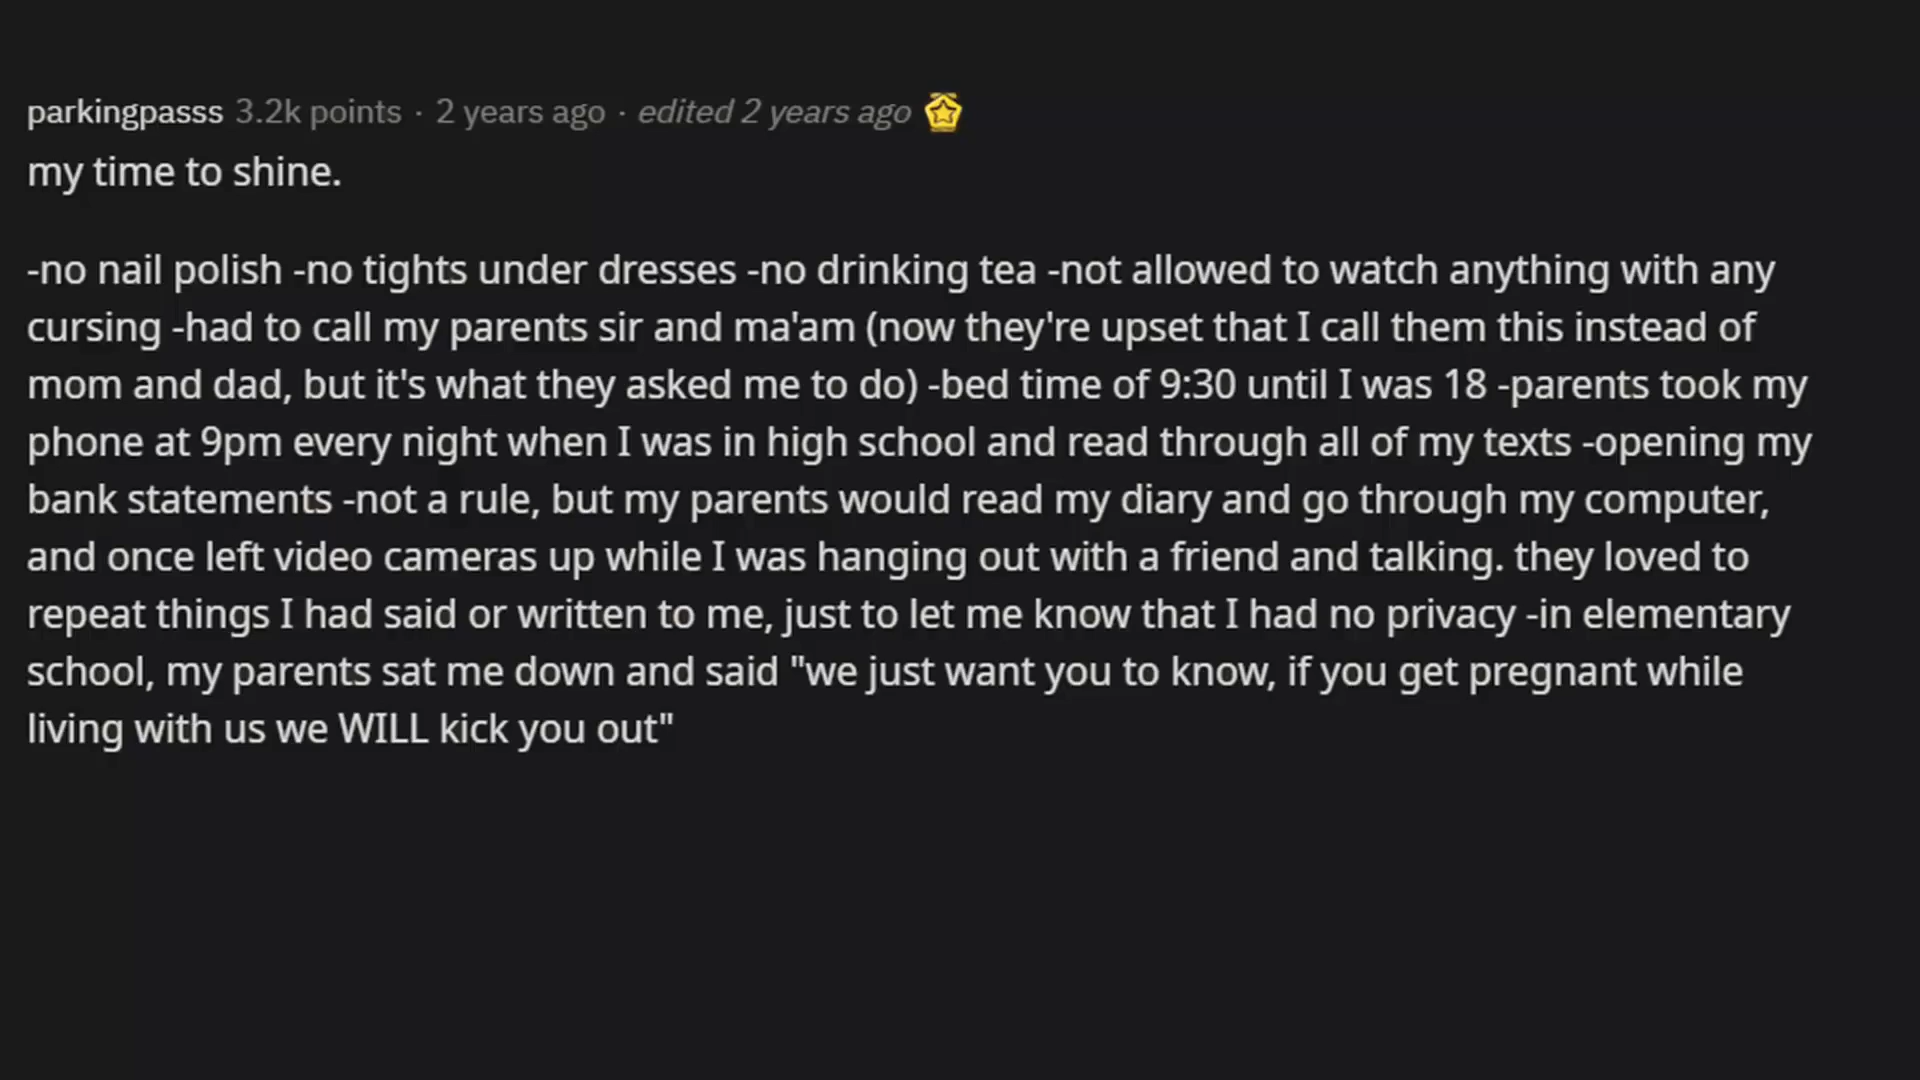 parkingpasss 3.2k points · 2 years ago · edited 2 years ago
my time to shine.
-no nail polish -no tights under dresses -no drinking tea -not allowed to watch anything with any
cursing -had to call my parents sir and ma'am (now they're upset that I call them this instead of
mom and dad, but it's what they asked me to do) -bed time of 9:30 until I was 18 -parents took my
phone at 9pm every night when I was in high school and read through all of my texts -opening my
bank statements -not a rule, but my parents would read my diary and go through my computer,
and once left video cameras up while I was hanging out with a friend and talking. they loved to
repeat things I had said or written to me, just to let me know that I had no privacy -in elementary
school, my parents sat me down and said "we just want you to know, if you get pregnant while
living with us we WILL kick you out"